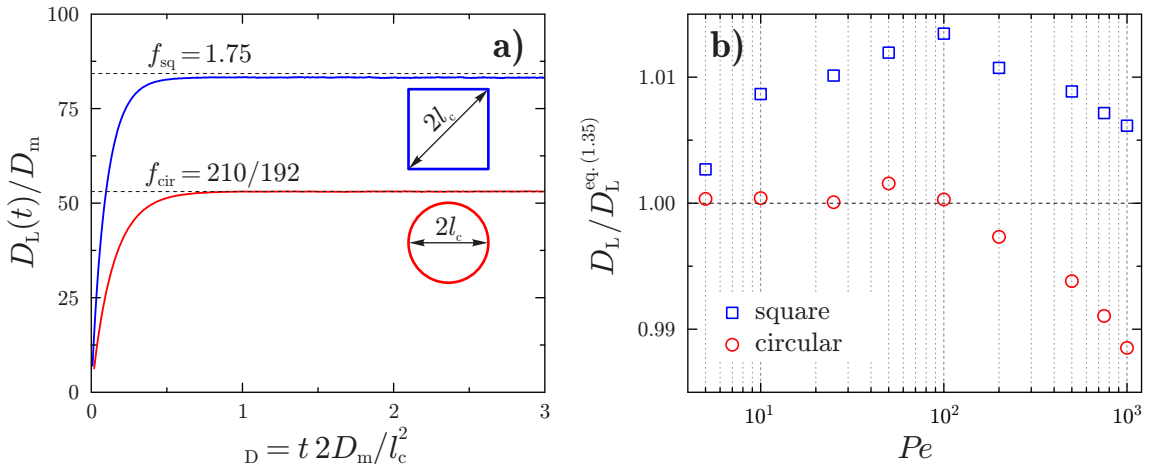 a)
f_sq = 1.75
f_cir = 210/192
2l_c
2l_c
D_L(t)/D_m
100
75
50
25
0
0 1 2 3
_D = t 2D_m/l_c^2
b)
D_L/D_L^eq. (1.35)
1.01
1.00
0.99
square
circular
10^1 10^2 10^3
Pe